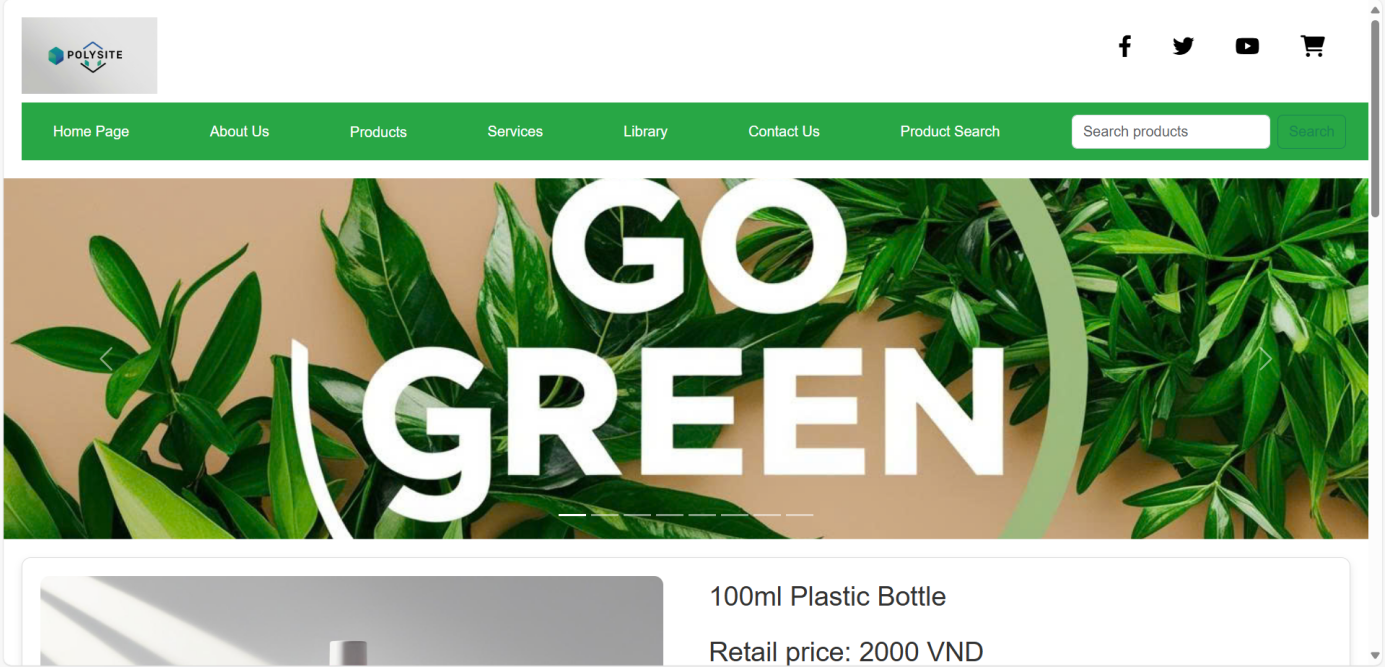 POLYSITE
Home Page About Us Products Services Library Contact Us Product Search Search products Search
GO
GREEN
100ml Plastic Bottle
Retail price: 2000 VND